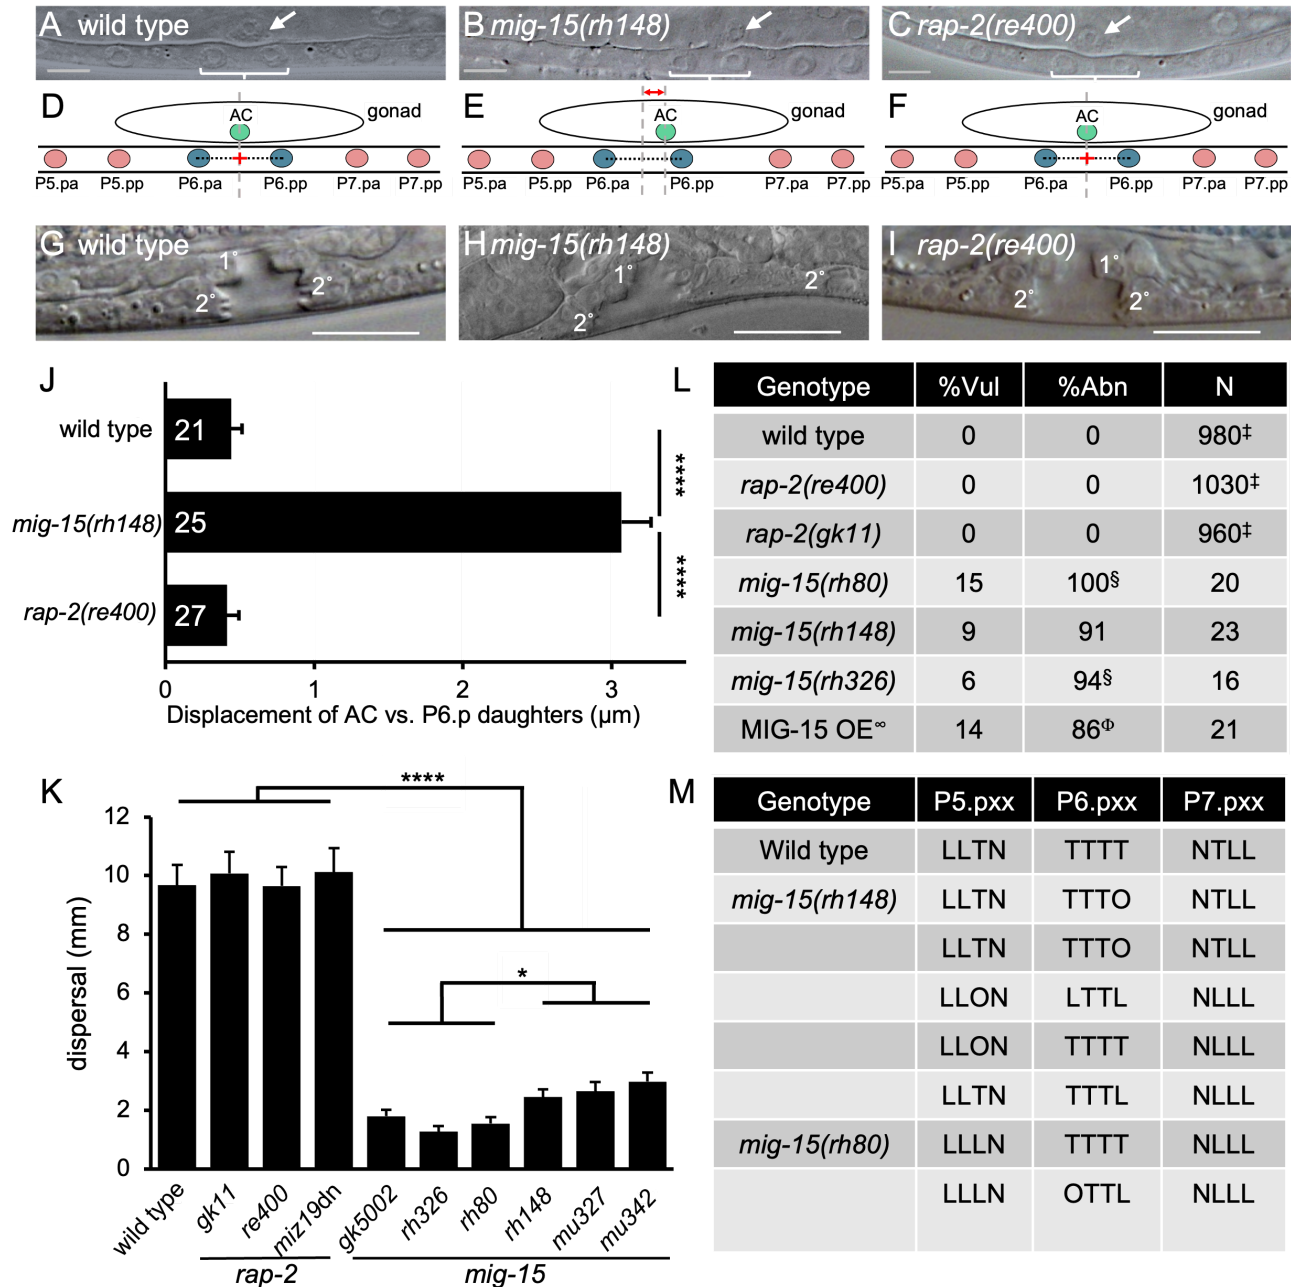 A wild type
B mig-15(rh148)
C rap-2(re400)
D AC gonad
P5.pa P5.pp P6.pa P6.pp P7.pa P7.pp
E AC gonad
P5.pa P5.pp P6.pa P6.pp P7.pa P7.pp
F AC gonad
P5.pa P5.pp P6.pa P6.pp P7.pa P7.pp
G wild type
1° 2° 2°
H mig-15(rh148)
1° 2° 2°
I rap-2(re400)
1° 2° 2°
J
wild type 21
mig-15(rh148) 25
rap-2(re400) 27
****
****
0 1 2 3
Displacement of AC vs. P6.p daughters (μm)
L
Genotype %Vul %Abn N
wild type 0 0 980‡
rap-2(re400) 0 0 1030‡
rap-2(gk11) 0 0 960‡
mig-15(rh80) 15 100§ 20
mig-15(rh148) 9 91 23
mig-15(rh326) 6 94§ 16
MIG-15 OE∞ 14 86Φ 21
K
****
*
dispersal (mm)
12
10
8
6
4
2
0
wild type gk11 re400 miz19dn gk5002 rh326 rh80 rh148 mu327 mu342
rap-2 mig-15
M
Genotype P5.pxx P6.pxx P7.pxx
Wild type LLTN TTTT NTLL
mig-15(rh148) LLTN TTTO NTLL
LLTN TTTO NTLL
LLON LTTL NLLL
LLON TTTT NLLL
LLTN TTTL NLLL
mig-15(rh80) LLLN TTTT NLLL
LLLN OTTL NLLL